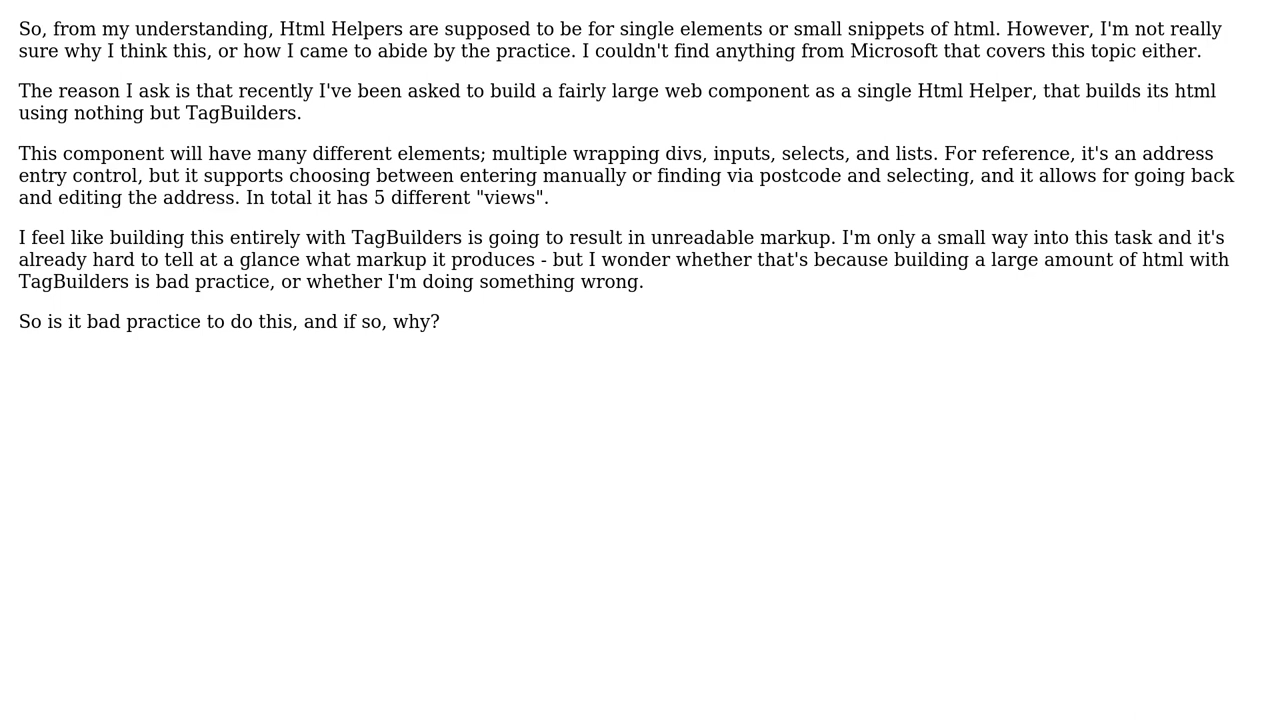 So, from my understanding, Html Helpers are supposed to be for single elements or small snippets of html. However, I'm not really
sure why I think this, or how I came to abide by the practice. I couldn't find anything from Microsoft that covers this topic either.
The reason I ask is that recently I've been asked to build a fairly large web component as a single Html Helper, that builds its html
using nothing but TagBuilders.
This component will have many different elements; multiple wrapping divs, inputs, selects, and lists. For reference, it's an address
entry control, but it supports choosing between entering manually or finding via postcode and selecting, and it allows for going back
and editing the address. In total it has 5 different "views".
I feel like building this entirely with TagBuilders is going to result in unreadable markup. I'm only a small way into this task and it's
already hard to tell at a glance what markup it produces - but I wonder whether that's because building a large amount of html with
TagBuilders is bad practice, or whether I'm doing something wrong.
So is it bad practice to do this, and if so, why?